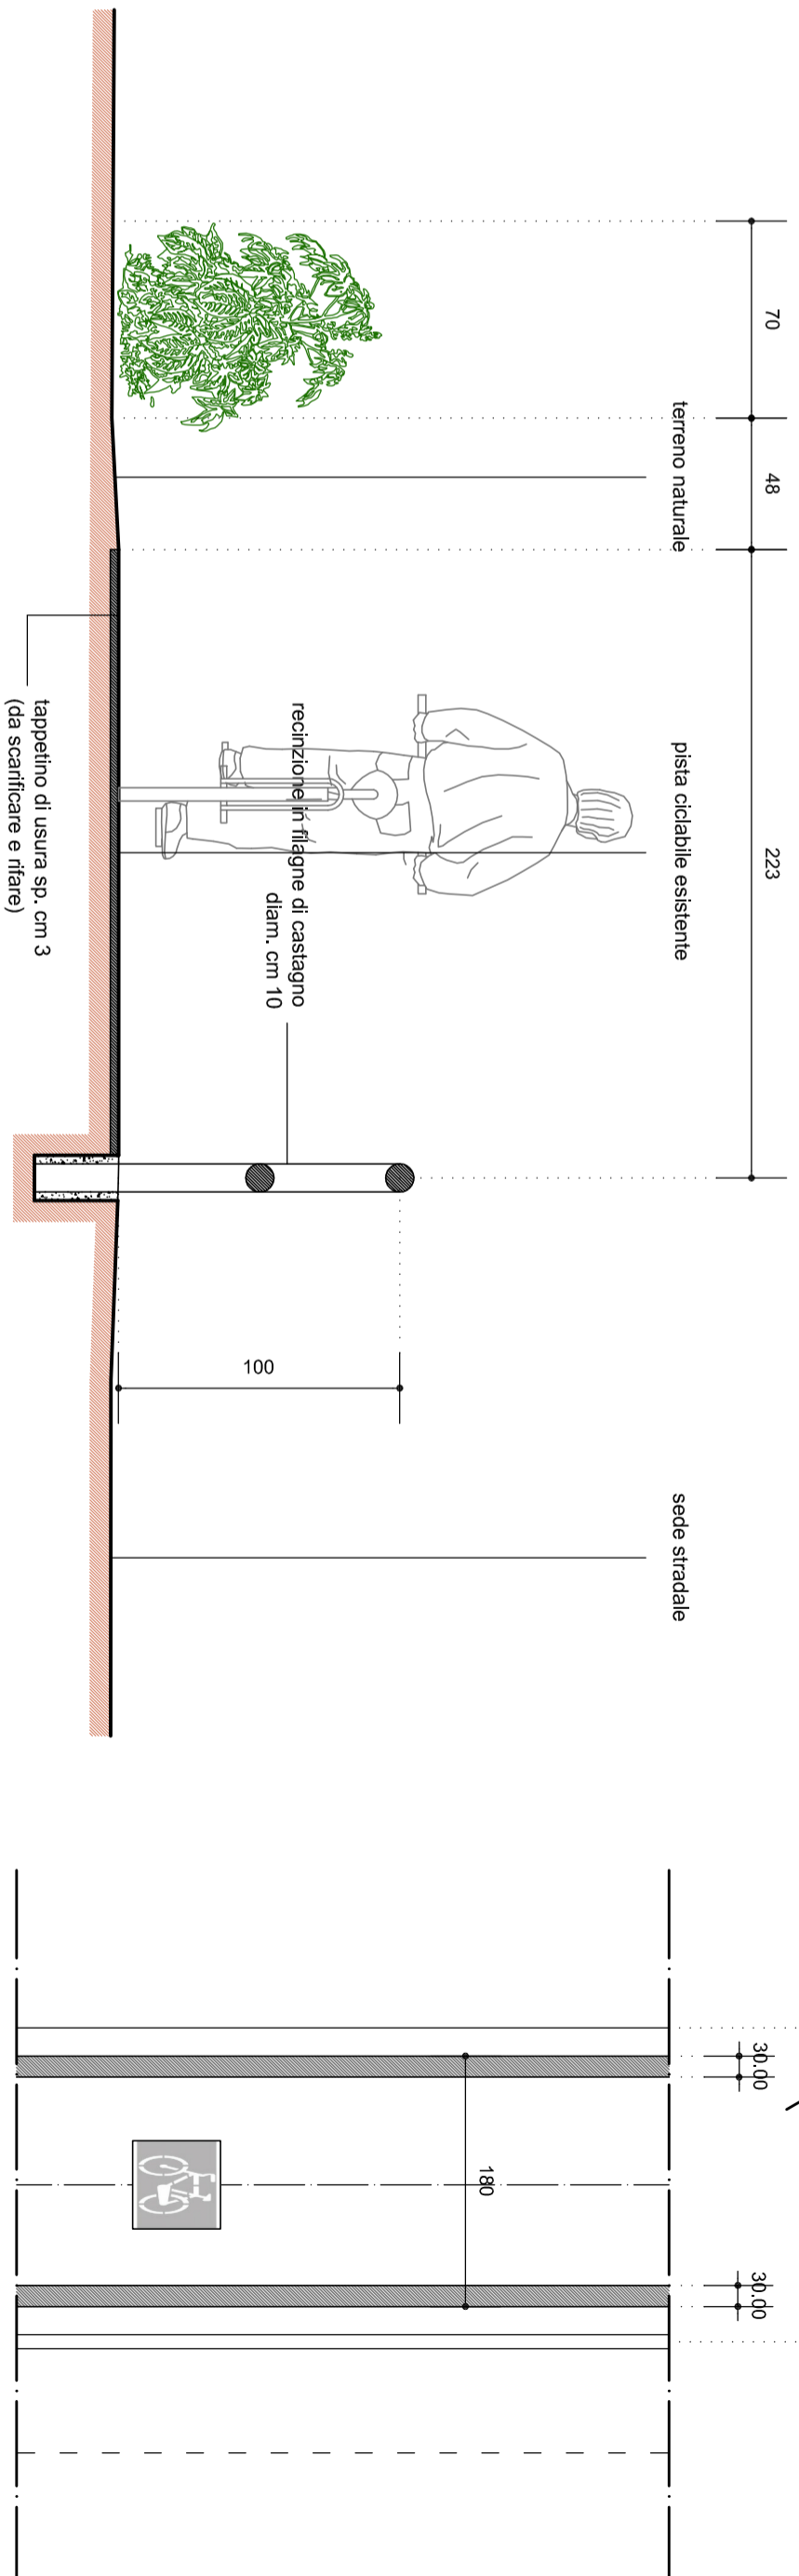 70
48
223
terreno naturale
pista ciclabile esistente
sede stradale
recinzione in filagne di castagno
diam. cm 10
100
tappetino di usura sp. cm 3
(da scarificare e rifare)
30.00
30.00
180